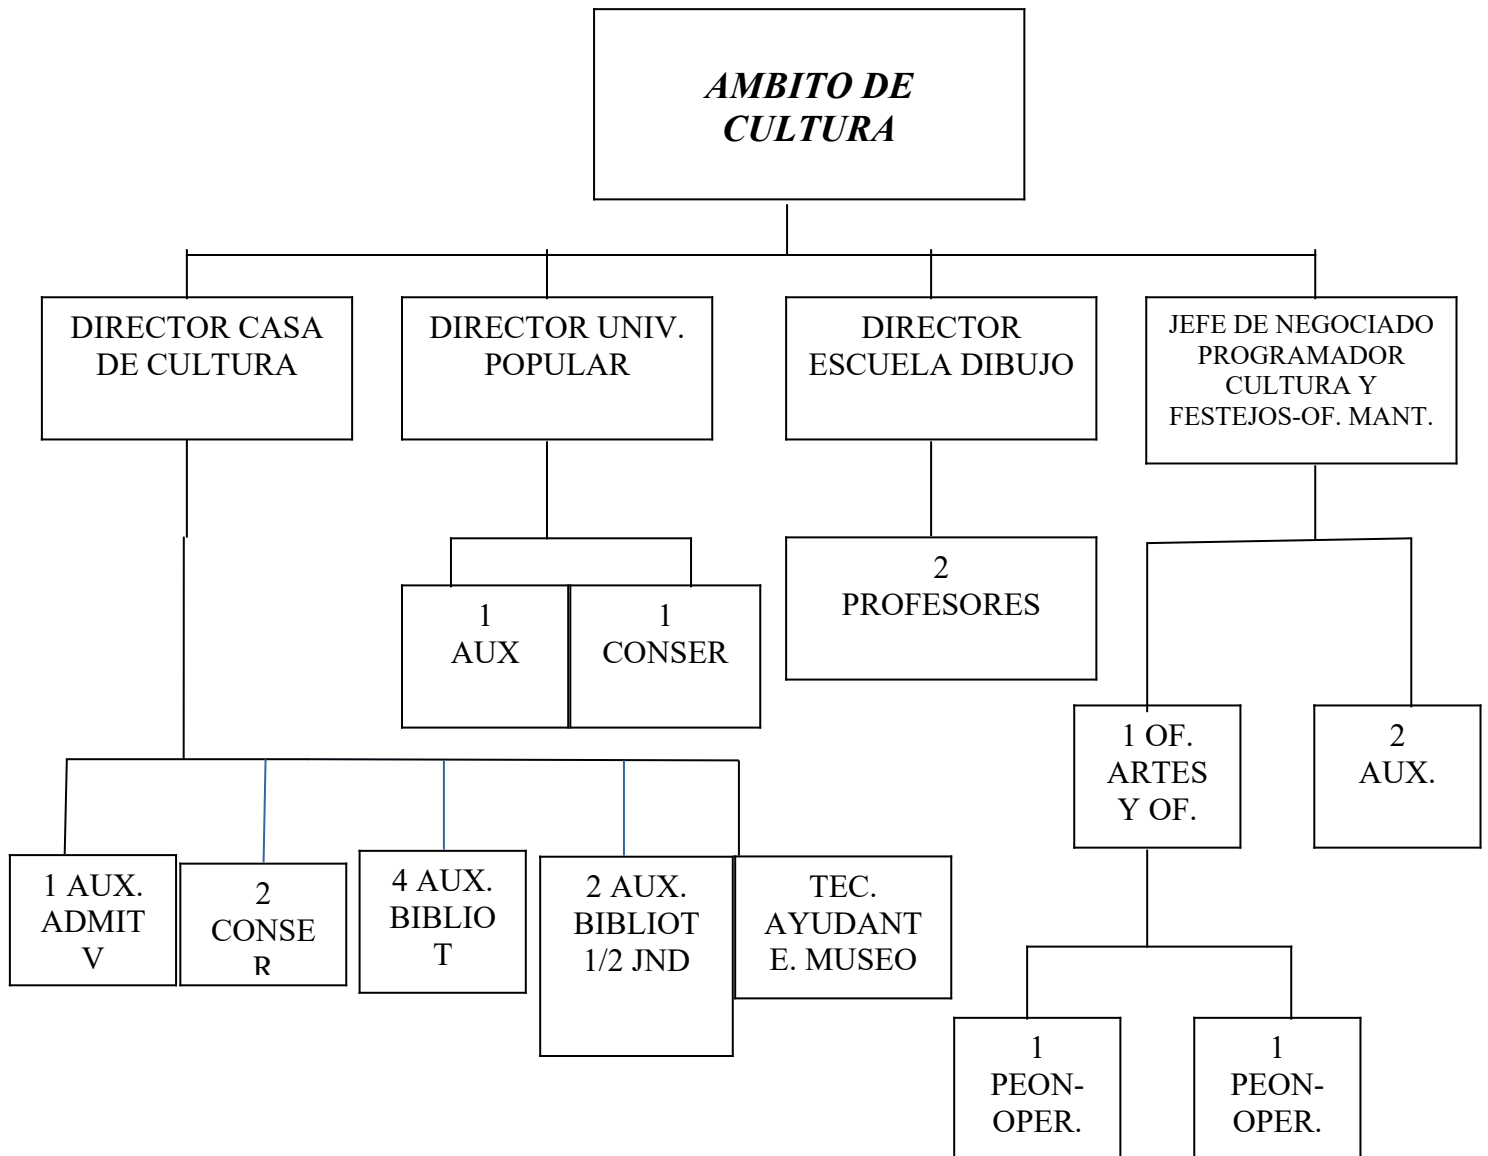 AMBITO DE
CULTURA
DIRECTOR CASA
DE CULTURA
DIRECTOR UNIV.
POPULAR
DIRECTOR
ESCUELA DIBUJO
JEFE DE NEGOCIADO
PROGRAMADOR
CULTURA Y
FESTEJOS-OF. MANT.
1
AUX
1
CONSER
2
PROFESORES
1 OF.
ARTES
Y OF.
2
AUX.
1 AUX.
ADMIT
V
2
CONSE
R
4 AUX.
BIBLIO
T
2 AUX.
BIBLIOT
1/2 JND
TEC.
AYUDANT
E. MUSEO
1
PEON-
OPER.
1
PEON-
OPER.